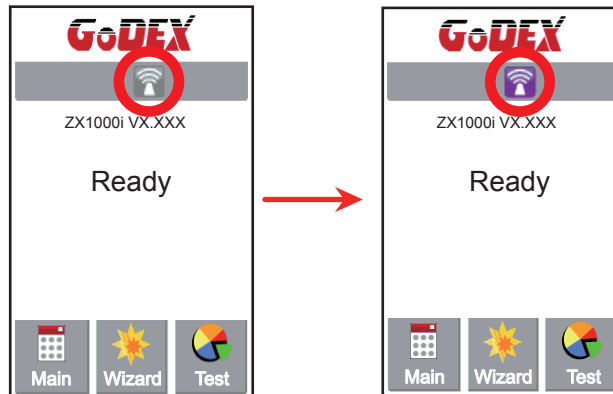 GoDEX
ZX1000i VX.XXX
Ready
Main Wizard Test
GoDEX
ZX1000i VX.XXX
Ready
Main Wizard Test